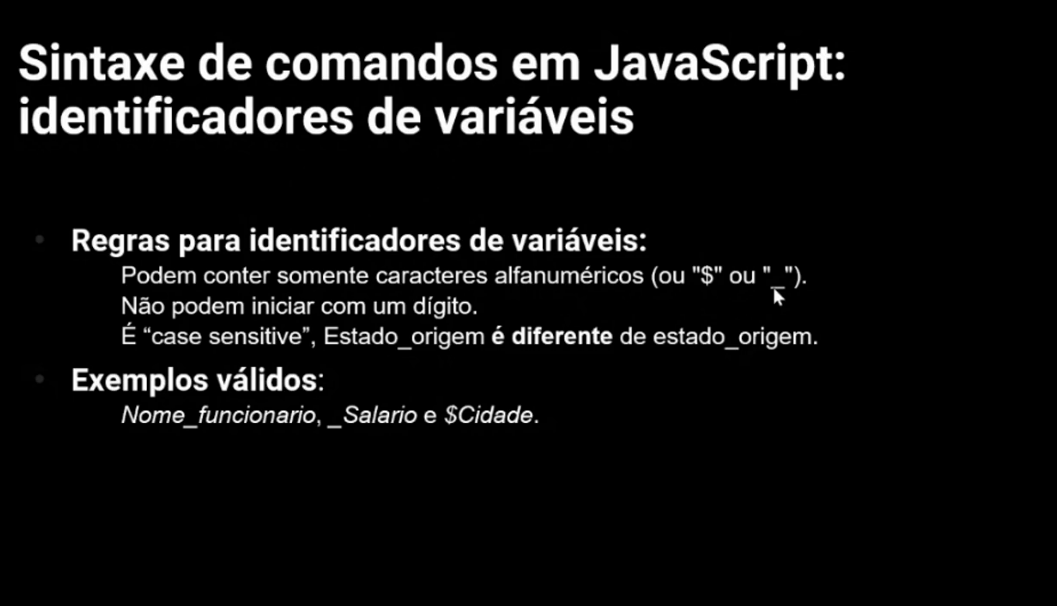 Sintaxe de comandos em JavaScript:
identificadores de variáveis
• Regras para identificadores de variáveis:
Podem conter somente caracteres alfanuméricos (ou "$" ou "_").
Não podem iniciar com um dígito.
É “case sensitive”, Estado_origem é diferente de estado_origem.
• Exemplos válidos:
Nome_funcionario, _Salario e $Cidade.